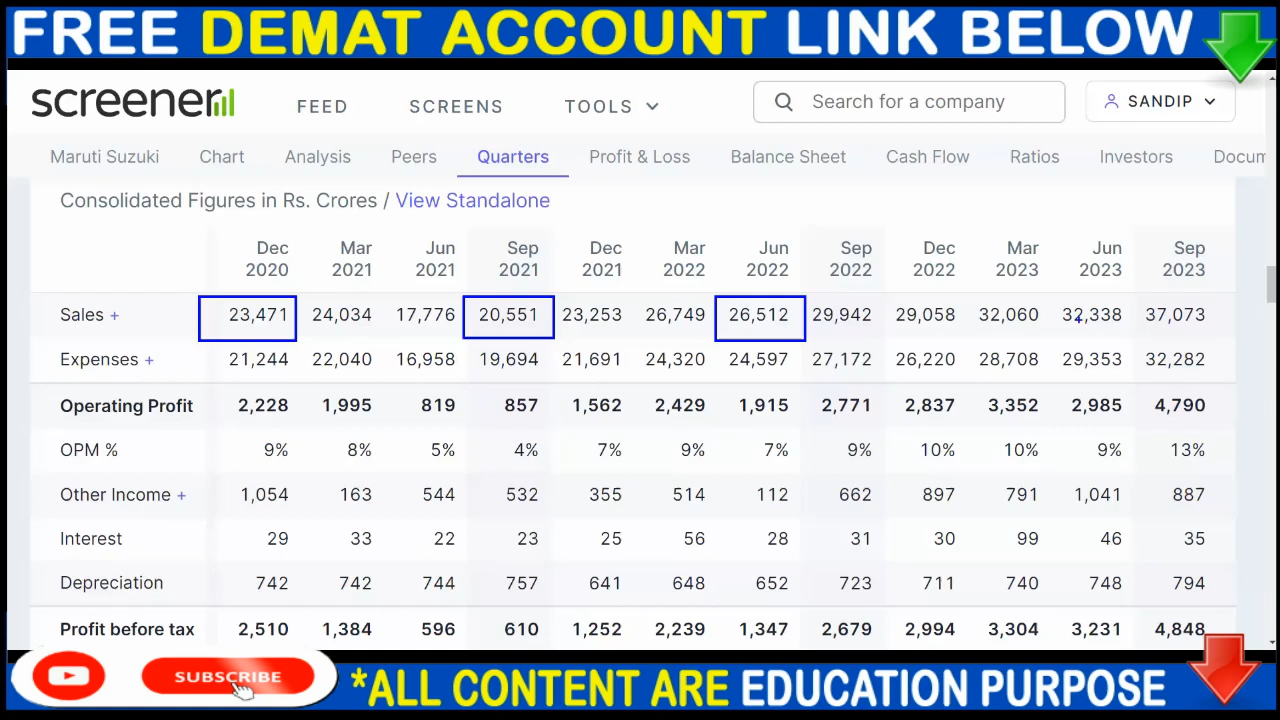 FREE DEMAT ACCOUNT LINK BELOW
screener FEED SCREENS TOOLS Search for a company SANDIP
Maruti Suzuki Chart Analysis Peers Quarters Profit & Loss Balance Sheet Cash Flow Ratios Investors Docum
Consolidated Figures in Rs. Crores / View Standalone
Dec 2020 Mar 2021 Jun 2021 Sep 2021 Dec 2021 Mar 2022 Jun 2022 Sep 2022 Dec 2022 Mar 2023 Jun 2023 Sep 2023
Sales + 23,471 24,034 17,776 20,551 23,253 26,749 26,512 29,942 29,058 32,060 32,338 37,073
Expenses + 21,244 22,040 16,958 19,694 21,691 24,320 24,597 27,172 26,220 28,708 29,353 32,282
Operating Profit 2,228 1,995 819 857 1,562 2,429 1,915 2,771 2,837 3,352 2,985 4,790
OPM % 9% 8% 5% 4% 7% 9% 7% 9% 10% 10% 9% 13%
Other Income + 1,054 163 544 532 355 514 112 662 897 791 1,041 887
Interest 29 33 22 23 25 56 28 31 30 99 46 35
Depreciation 742 742 744 757 641 648 652 723 711 740 748 794
Profit before tax 2,510 1,384 596 610 1,252 2,239 1,347 2,679 2,994 3,304 3,231 4,848
SUBSCRIBE
*ALL CONTENT ARE EDUCATION PURPOSE